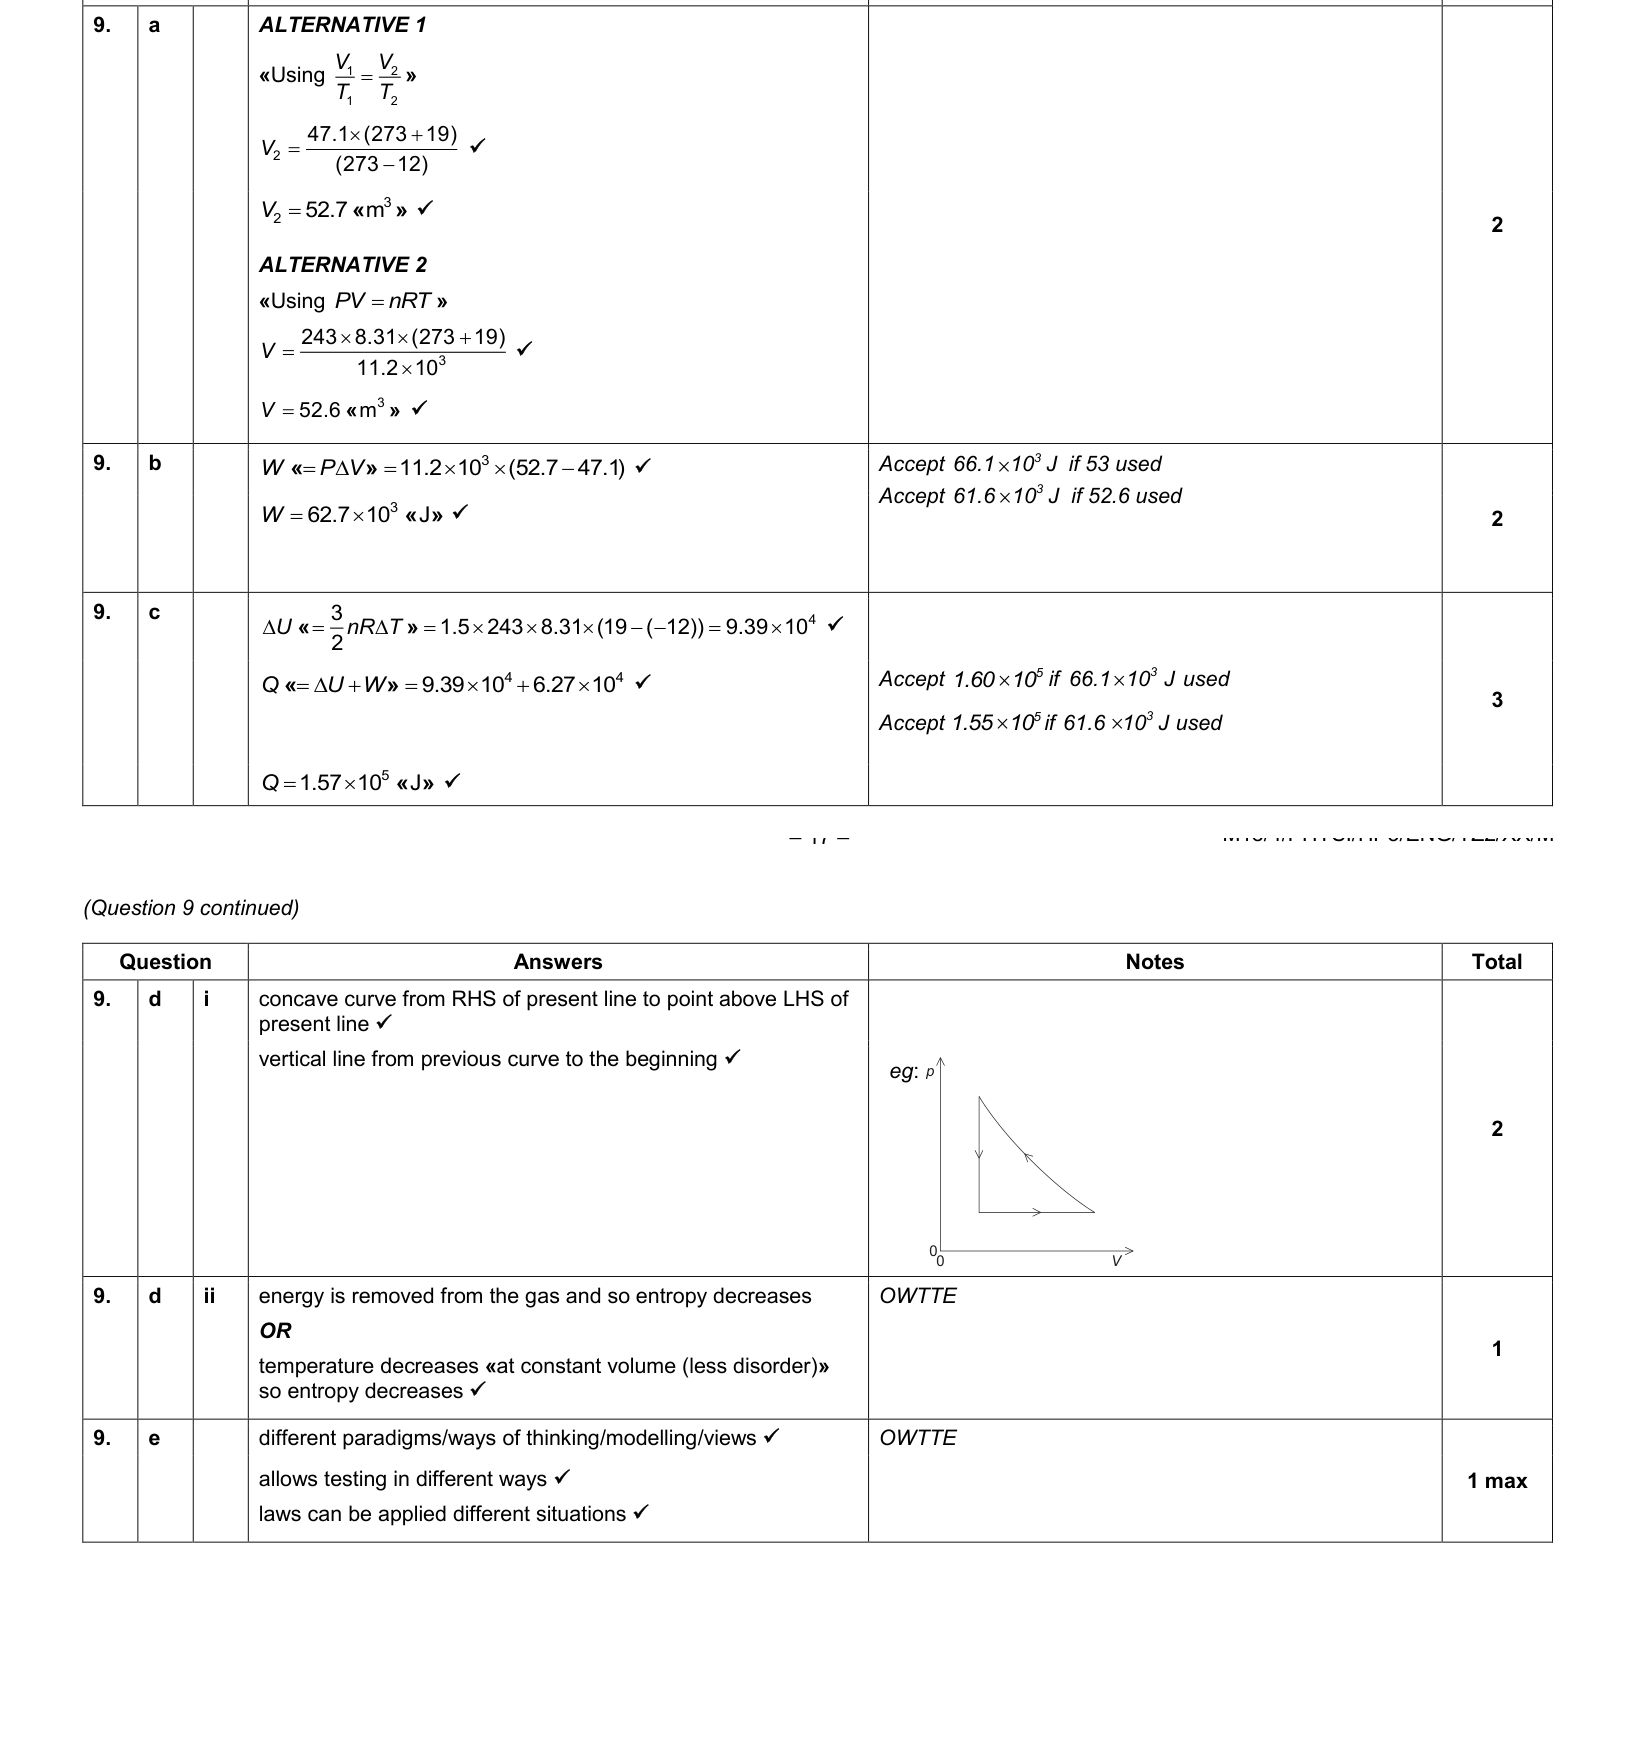 9. a ALTERNATIVE 1
«Using V₁/T₁ = V₂/T₂ »
V₂ = 47.1×(273+19)/(273−12) ✓
V₂ = 52.7 «m³» ✓
2
ALTERNATIVE 2
«Using PV = nRT »
V = 243×8.31×(273+19)/11.2×10³ ✓
V = 52.6 «m³» ✓
9. b W «= PΔV» = 11.2×10³×(52.7−47.1) ✓
W = 62.7×10³ «J» ✓
Accept 66.1×10³ J if 53 used
Accept 61.6×10³ J if 52.6 used
2
9. c ΔU «= 3/2 nRΔT » = 1.5×243×8.31×(19−(−12)) = 9.39×10⁴ ✓
Q «= ΔU + W» = 9.39×10⁴ + 6.27×10⁴ ✓
Q = 1.57×10⁵ «J» ✓
Accept 1.60×10⁵ if 66.1×10³ J used
Accept 1.55×10⁵ if 61.6 ×10³ J used
3
(Question 9 continued)
Question Answers Notes Total
9. d i concave curve from RHS of present line to point above LHS of
present line ✓
vertical line from previous curve to the beginning ✓
eg: p
0
0
V
2
9. d ii energy is removed from the gas and so entropy decreases
OR
temperature decreases «at constant volume (less disorder)»
so entropy decreases ✓
OWTTE
1
9. e different paradigms/ways of thinking/modelling/views ✓
allows testing in different ways ✓
laws can be applied different situations ✓
OWTTE
1 max